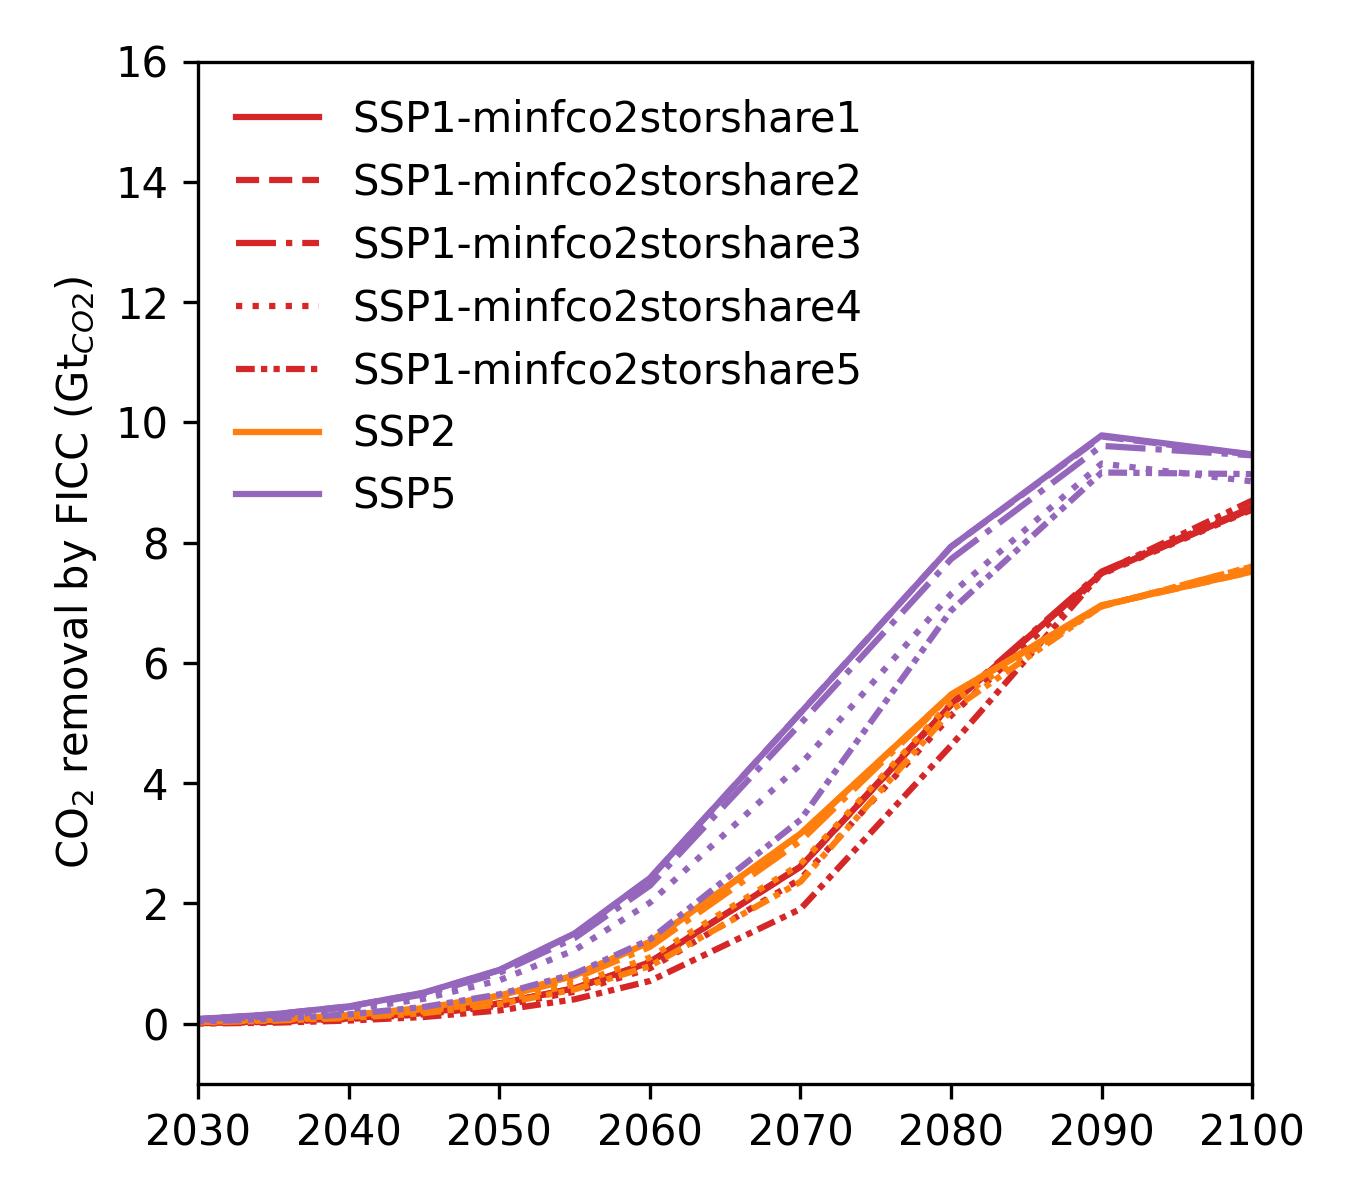 CO2 removal by FICC (GtCO2)
16
14
12
10
8
6
4
2
0
SSP1-minfco2storshare1
SSP1-minfco2storshare2
SSP1-minfco2storshare3
SSP1-minfco2storshare4
SSP1-minfco2storshare5
SSP2
SSP5
2030 2040 2050 2060 2070 2080 2090 2100